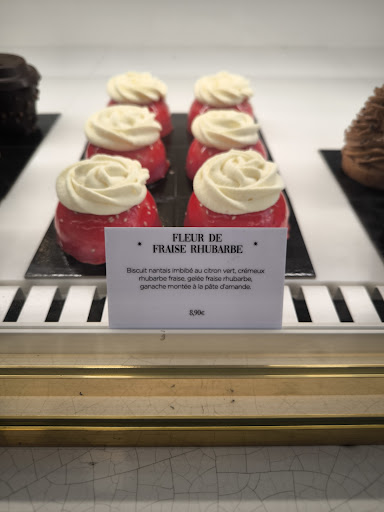 * FLEUR DE *
FRAISE RHUBARBE
Biscuit nantais imbibé au citron vert, crémeux
rhubarbe fraise, gelée fraise rhubarbe,
ganache montée à la pâte d'amande.
8,90€